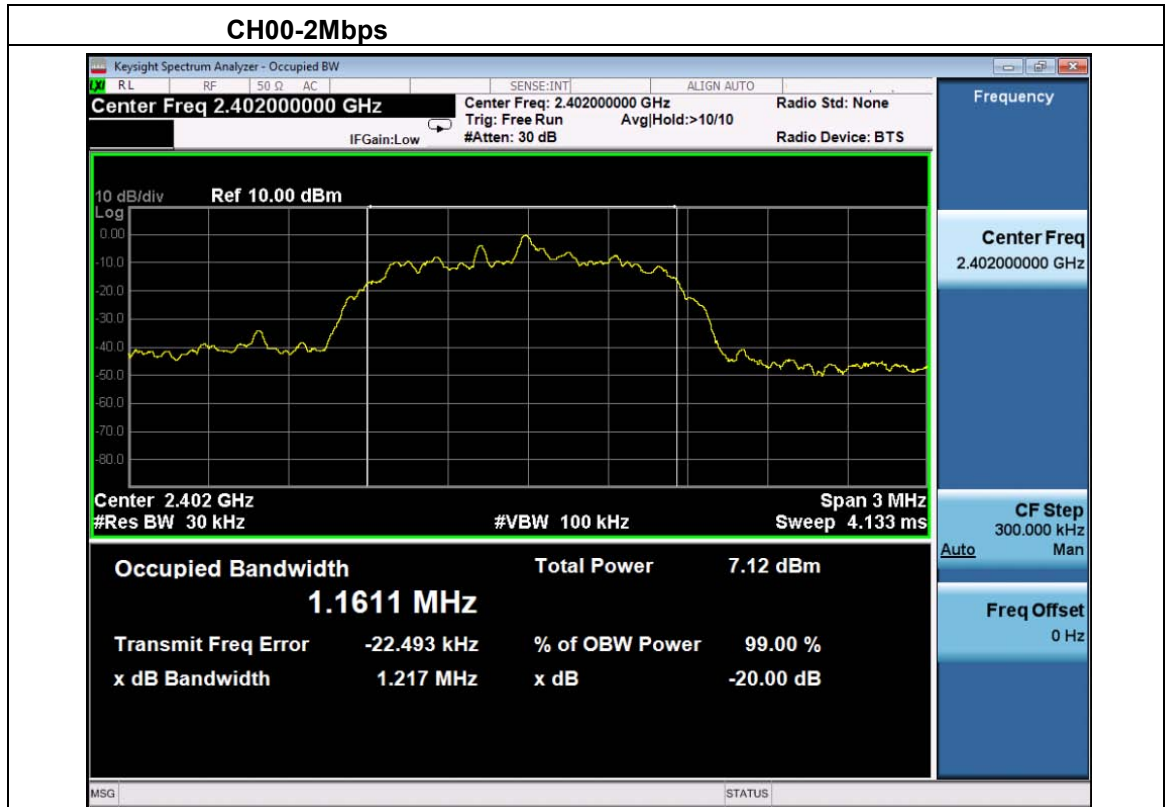 CH00-2Mbps
Keysight Spectrum Analyzer - Occupied BW
LXI RL RF 50 Ω AC SENSE:INT ALIGN AUTO
Center Freq 2.402000000 GHz
Center Freq: 2.402000000 GHz Radio Std: None
Trig: Free Run Avg|Hold:>10/10
IFGain:Low #Atten: 30 dB Radio Device: BTS
10 dB/div Ref 10.00 dBm
Log
0.00
-10.0
-20.0
-30.0
-40.0
-50.0
-60.0
-70.0
-80.0
Center 2.402 GHz Span 3 MHz
#Res BW 30 kHz #VBW 100 kHz Sweep 4.133 ms
Occupied Bandwidth Total Power 7.12 dBm
1.1611 MHz
Transmit Freq Error -22.493 kHz % of OBW Power 99.00 %
x dB Bandwidth 1.217 MHz x dB -20.00 dB
Frequency
Center Freq
2.402000000 GHz
CF Step
300.000 kHz
Auto Man
Freq Offset
0 Hz
MSG STATUS